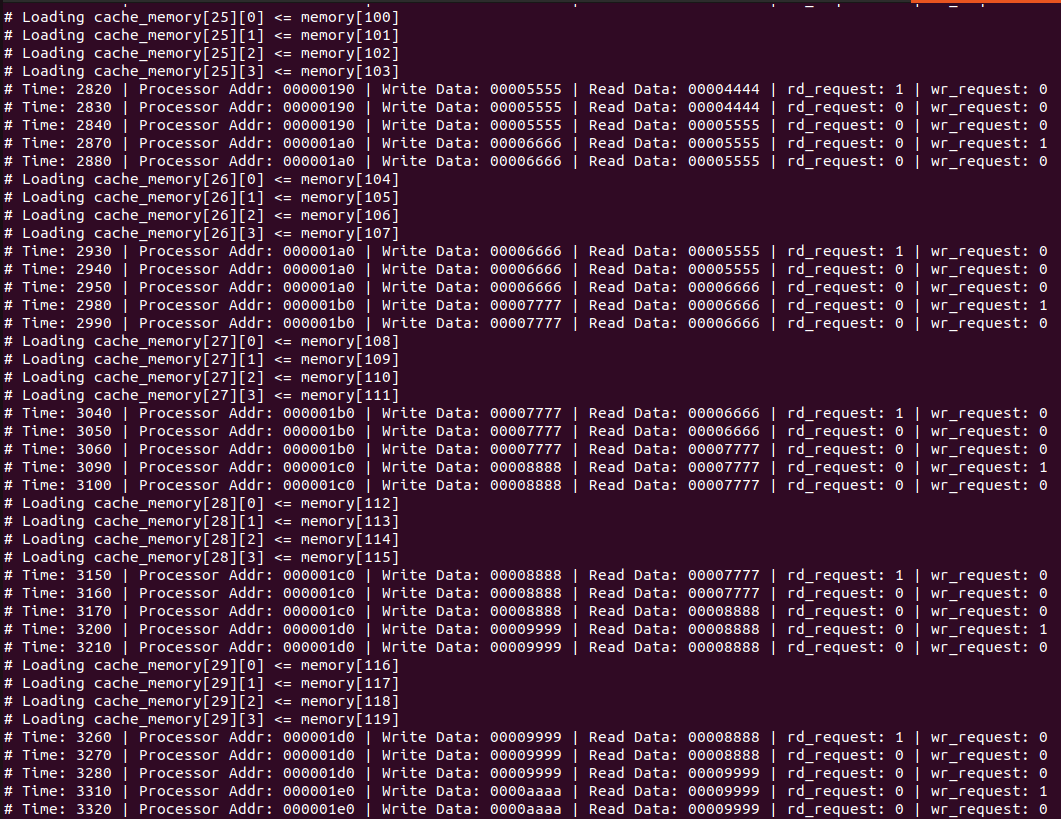 # Loading cache_memory[25][0] <= memory[100]
# Loading cache_memory[25][1] <= memory[101]
# Loading cache_memory[25][2] <= memory[102]
# Loading cache_memory[25][3] <= memory[103]
# Time: 2820 | Processor Addr: 00000190 | Write Data: 00005555 | Read Data: 00004444 | rd_request: 1 | wr_request: 0
# Time: 2830 | Processor Addr: 00000190 | Write Data: 00005555 | Read Data: 00004444 | rd_request: 0 | wr_request: 0
# Time: 2840 | Processor Addr: 00000190 | Write Data: 00005555 | Read Data: 00005555 | rd_request: 0 | wr_request: 0
# Time: 2870 | Processor Addr: 000001a0 | Write Data: 00006666 | Read Data: 00005555 | rd_request: 0 | wr_request: 1
# Time: 2880 | Processor Addr: 000001a0 | Write Data: 00006666 | Read Data: 00005555 | rd_request: 0 | wr_request: 0
# Loading cache_memory[26][0] <= memory[104]
# Loading cache_memory[26][1] <= memory[105]
# Loading cache_memory[26][2] <= memory[106]
# Loading cache_memory[26][3] <= memory[107]
# Time: 2930 | Processor Addr: 000001a0 | Write Data: 00006666 | Read Data: 00005555 | rd_request: 1 | wr_request: 0
# Time: 2940 | Processor Addr: 000001a0 | Write Data: 00006666 | Read Data: 00005555 | rd_request: 0 | wr_request: 0
# Time: 2950 | Processor Addr: 000001a0 | Write Data: 00006666 | Read Data: 00006666 | rd_request: 0 | wr_request: 0
# Time: 2980 | Processor Addr: 000001b0 | Write Data: 00007777 | Read Data: 00006666 | rd_request: 0 | wr_request: 1
# Time: 2990 | Processor Addr: 000001b0 | Write Data: 00007777 | Read Data: 00006666 | rd_request: 0 | wr_request: 0
# Loading cache_memory[27][0] <= memory[108]
# Loading cache_memory[27][1] <= memory[109]
# Loading cache_memory[27][2] <= memory[110]
# Loading cache_memory[27][3] <= memory[111]
# Time: 3040 | Processor Addr: 000001b0 | Write Data: 00007777 | Read Data: 00006666 | rd_request: 1 | wr_request: 0
# Time: 3050 | Processor Addr: 000001b0 | Write Data: 00007777 | Read Data: 00006666 | rd_request: 0 | wr_request: 0
# Time: 3060 | Processor Addr: 000001b0 | Write Data: 00007777 | Read Data: 00007777 | rd_request: 0 | wr_request: 0
# Time: 3090 | Processor Addr: 000001c0 | Write Data: 00008888 | Read Data: 00007777 | rd_request: 0 | wr_request: 1
# Time: 3100 | Processor Addr: 000001c0 | Write Data: 00008888 | Read Data: 00007777 | rd_request: 0 | wr_request: 0
# Loading cache_memory[28][0] <= memory[112]
# Loading cache_memory[28][1] <= memory[113]
# Loading cache_memory[28][2] <= memory[114]
# Loading cache_memory[28][3] <= memory[115]
# Time: 3150 | Processor Addr: 000001c0 | Write Data: 00008888 | Read Data: 00007777 | rd_request: 1 | wr_request: 0
# Time: 3160 | Processor Addr: 000001c0 | Write Data: 00008888 | Read Data: 00007777 | rd_request: 0 | wr_request: 0
# Time: 3170 | Processor Addr: 000001c0 | Write Data: 00008888 | Read Data: 00008888 | rd_request: 0 | wr_request: 0
# Time: 3200 | Processor Addr: 000001d0 | Write Data: 00009999 | Read Data: 00008888 | rd_request: 0 | wr_request: 1
# Time: 3210 | Processor Addr: 000001d0 | Write Data: 00009999 | Read Data: 00008888 | rd_request: 0 | wr_request: 0
# Loading cache_memory[29][0] <= memory[116]
# Loading cache_memory[29][1] <= memory[117]
# Loading cache_memory[29][2] <= memory[118]
# Loading cache_memory[29][3] <= memory[119]
# Time: 3260 | Processor Addr: 000001d0 | Write Data: 00009999 | Read Data: 00008888 | rd_request: 1 | wr_request: 0
# Time: 3270 | Processor Addr: 000001d0 | Write Data: 00009999 | Read Data: 00008888 | rd_request: 0 | wr_request: 0
# Time: 3280 | Processor Addr: 000001d0 | Write Data: 00009999 | Read Data: 00009999 | rd_request: 0 | wr_request: 0
# Time: 3310 | Processor Addr: 000001e0 | Write Data: 0000aaaa | Read Data: 00009999 | rd_request: 0 | wr_request: 1
# Time: 3320 | Processor Addr: 000001e0 | Write Data: 0000aaaa | Read Data: 00009999 | rd_request: 0 | wr_request: 0